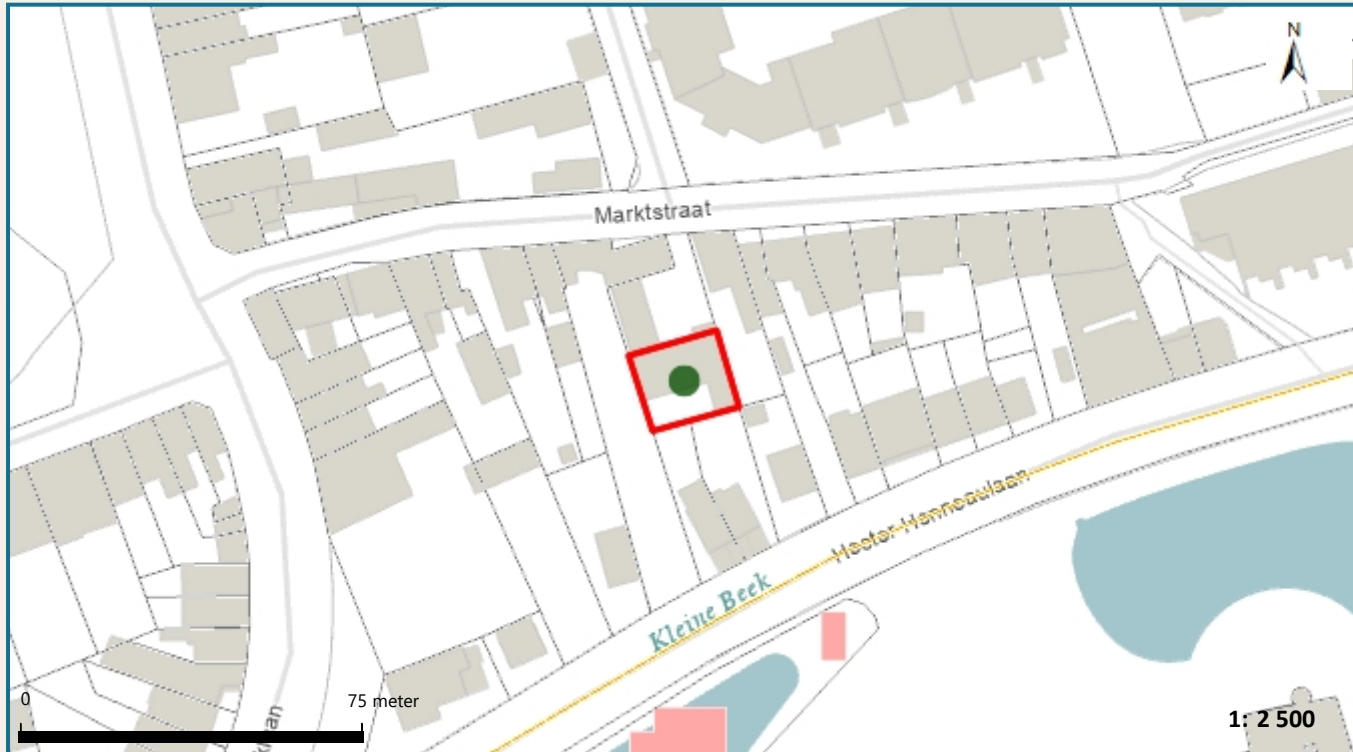 N
Marktstraat
Hector Henneaulaan
Kleine Beek
0
75 meter
1: 2 500